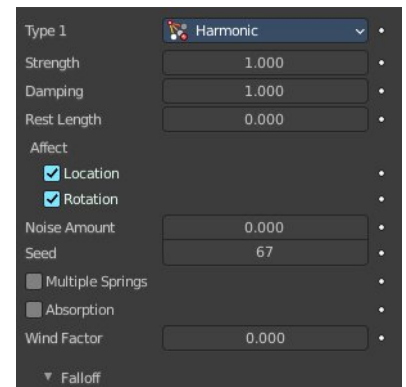 Type 1 Harmonic
Strength 1.000
Damping 1.000
Rest Length 0.000
Affect
Location
Rotation
Noise Amount 0.000
Seed 67
Multiple Springs
Absorption
Wind Factor 0.000
Falloff